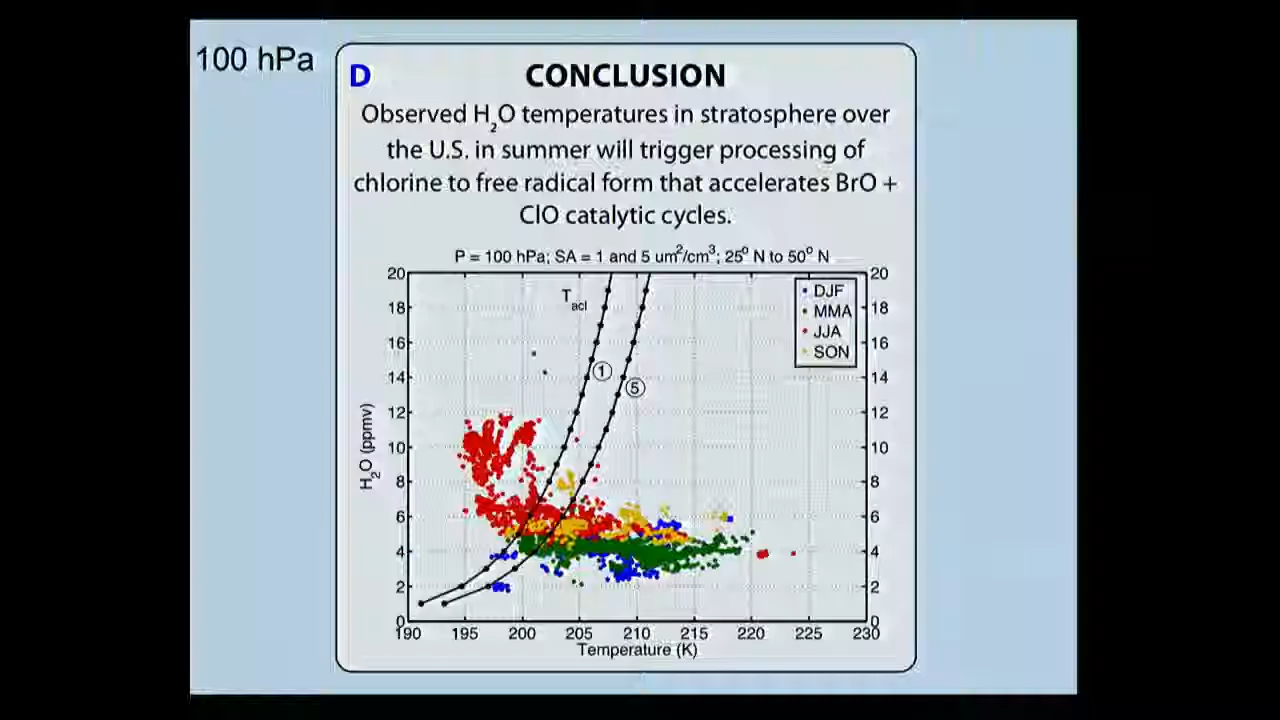 100 hPa
D
CONCLUSION
Observed H₂O temperatures in stratosphere over
the U.S. in summer will trigger processing of
chlorine to free radical form that accelerates BrO +
ClO catalytic cycles.
P = 100 hPa; SA = 1 and 5 um²/cm³; 25° N to 50° N
20 20
18 18
16 16
14 14
12 12
10 10
8 8
6 6
4 4
2 2
0 0
T acl
1
5
DJF
MMA
JJA
SON
H₂O (ppmv)
190 195 200 205 210 215 220 225 230
Temperature (K)